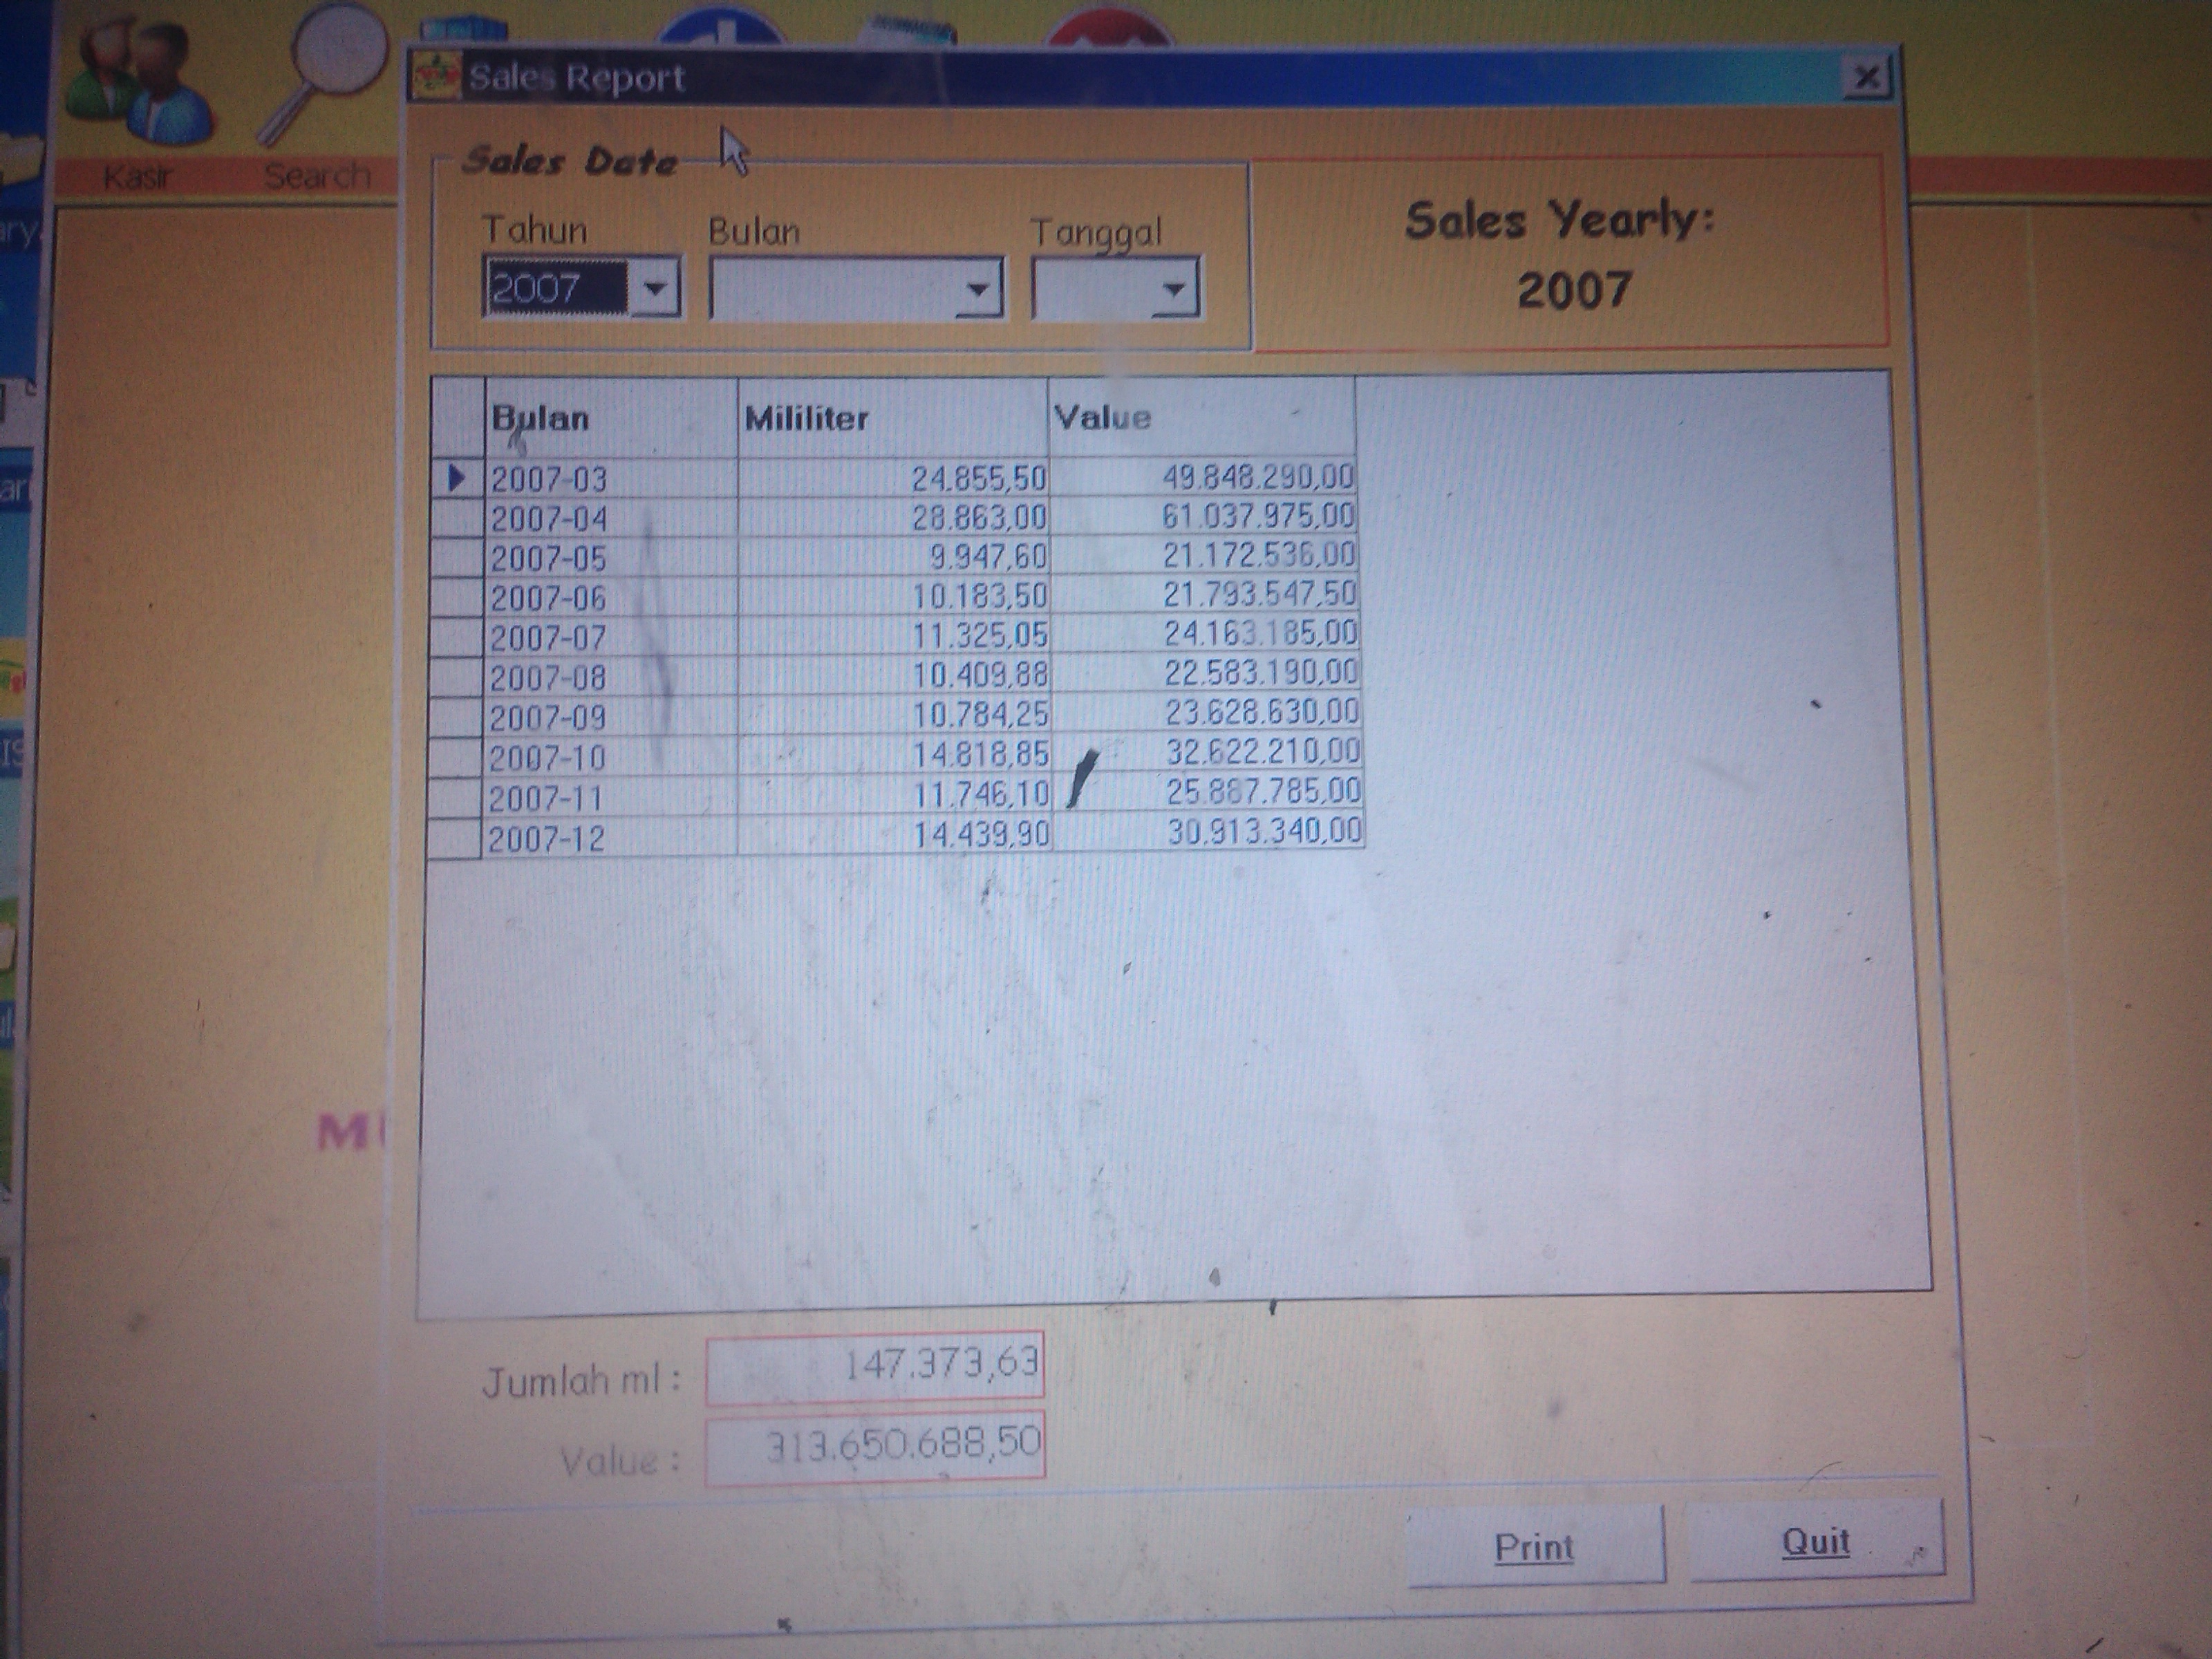 Kasir Search
Sales Report
Sales Date
Tahun Bulan Tanggal
2007
Sales Yearly:
2007
Bulan Mililiter Value
2007-03 24.855,50 49.848.290,00
2007-04 28.863,00 61.037.975,00
2007-05 9.947,60 21.172.536,00
2007-06 10.183,50 21.793.547,50
2007-07 11.325,05 24.163.185,00
2007-08 10.409,88 22.583.190,00
2007-09 10.784,25 23.628.630,00
2007-10 14.818,85 32.622.210,00
2007-11 11.746,10 25.887.785,00
2007-12 14.439,90 30.913.340,00
Jumlah ml : 147.373,63
Value : 313.650.688,50
Print Quit